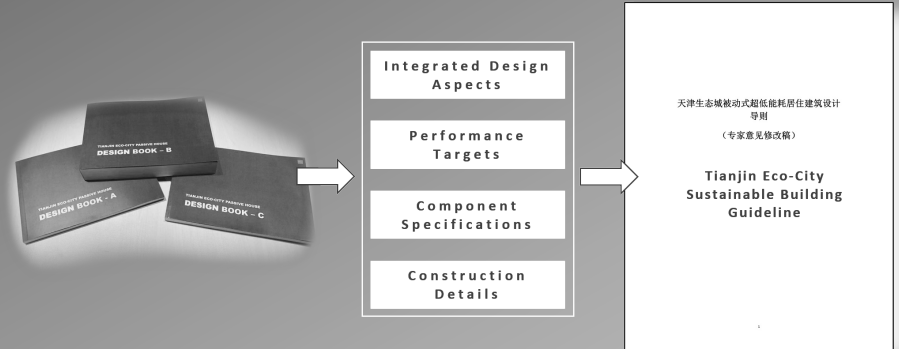 TIANJIN ECO-CITY PASSIVE HOUSE
DESIGN BOOK – B
TIANJIN ECO-CITY PASSIVE HOUSE
DESIGN BOOK - A
TIANJIN ECO-CITY PASSIVE HOUSE
DESIGN BOOK – C
Integrated Design
Aspects
Performance
Targets
Component
Specifications
Construction
Details
天津生态城被动式超低能耗居住建筑设计
导则
（专家意见修改稿）
Tianjin Eco-City
Sustainable Building
Guideline